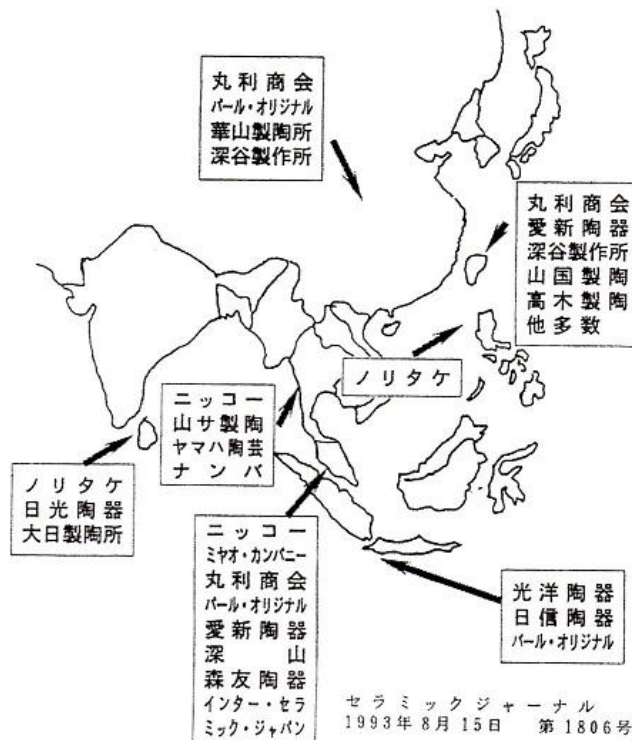 丸利商会
パール・オリジナル
華山製陶所
深谷製作所
丸利商会
愛新陶器
深谷製作所
山国製陶
高木製陶
他多数
ノリタケ
ニッコー
山サ製陶
ヤマハ陶芸
ナンバ
ノリタケ
日光陶器
大日製陶所
ニッコー
ミヤオ・カンパニー
丸利商会
パール・オリジナル
愛新陶器
深山
森友陶器
インター・セラ
ミック・ジャパン
光洋陶器
日信陶器
パール・オリジナル
セラミックジャーナル
1993年8月15日 第1806号